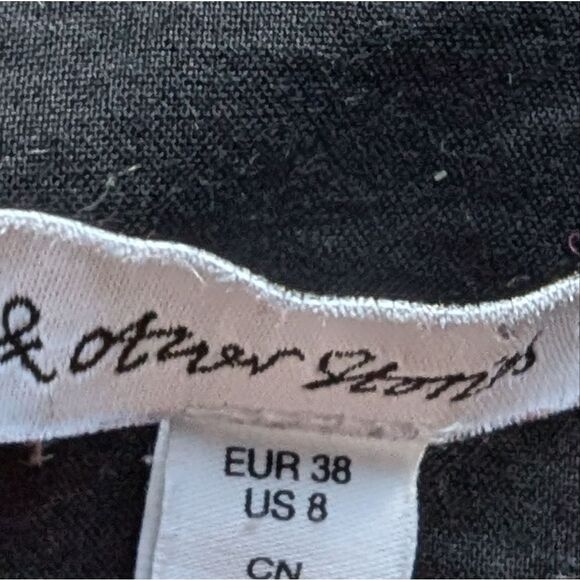 & Other Stories
EUR 38
US 8
CN